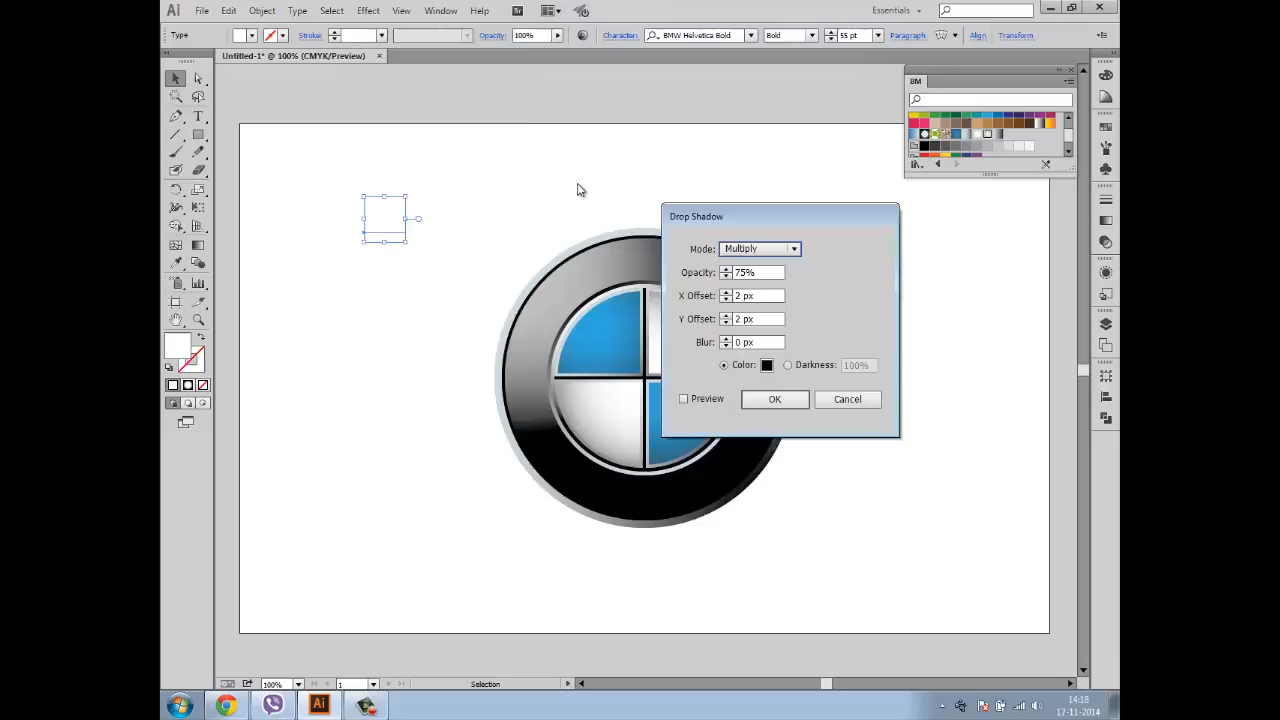 Ai File Edit Object Type Select Effect View Window Help Br Essentials
Type Stroke: Opacity: 100% Character: BMW Helvetica Bold Bold 55 pt Paragraph Align Transform
Untitled-1* @ 100% (CMYK/Preview) ×
BM
Drop Shadow
Mode: Multiply
Opacity: 75%
X Offset: 2 px
Y Offset: 2 px
Blur: 0 px
Color: Darkness: 100%
Preview OK Cancel
100% 1 Selection
Ai
14:18
17-11-2014